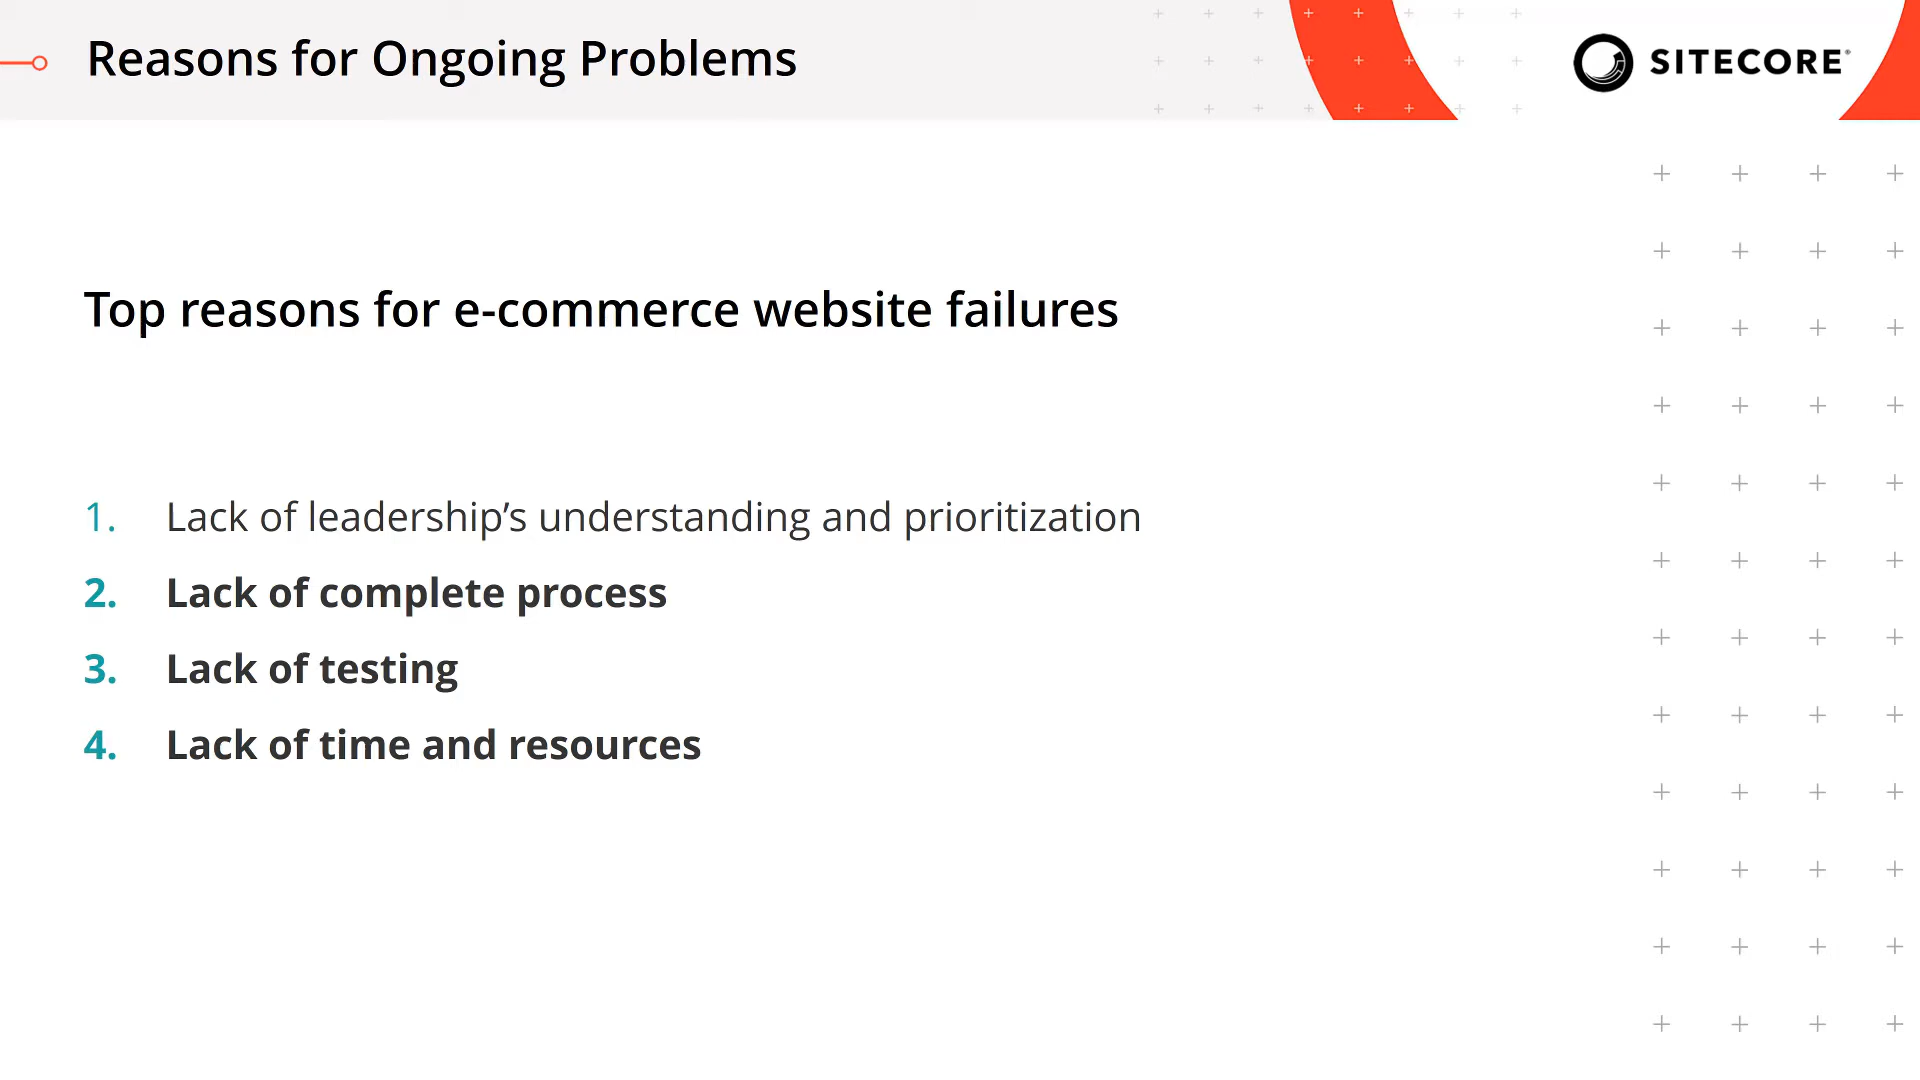 Reasons for Ongoing Problems
SITECORE®
Top reasons for e-commerce website failures
1. Lack of leadership’s understanding and prioritization
2. Lack of complete process
3. Lack of testing
4. Lack of time and resources